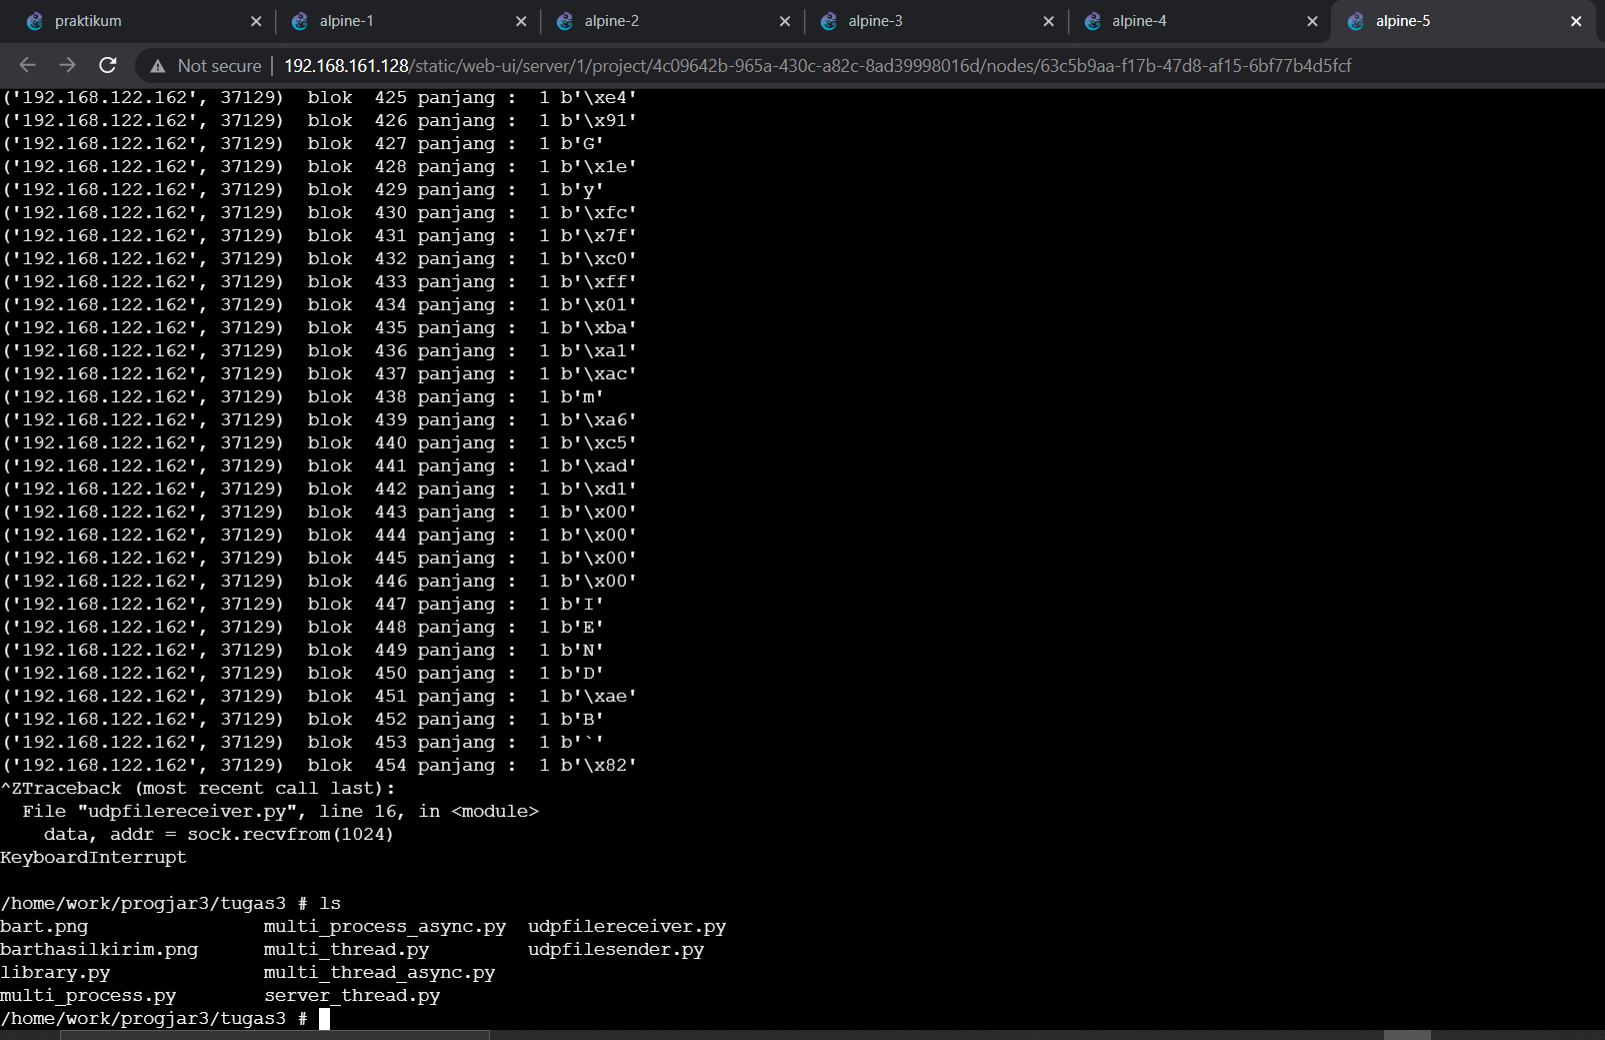 praktikum
alpine-1
alpine-2
alpine-3
alpine-4
alpine-5
Not secure | 192.168.161.128/static/web-ui/server/1/project/4c09642b-965a-430c-a82c-8ad39998016d/nodes/63c5b9aa-f17b-47d8-af15-6bf77b4d5fcf
('192.168.122.162', 37129)  blok  425 panjang :  1 b'\xe4'
('192.168.122.162', 37129)  blok  426 panjang :  1 b'\x91'
('192.168.122.162', 37129)  blok  427 panjang :  1 b'G'
('192.168.122.162', 37129)  blok  428 panjang :  1 b'\x1e'
('192.168.122.162', 37129)  blok  429 panjang :  1 b'y'
('192.168.122.162', 37129)  blok  430 panjang :  1 b'\xfc'
('192.168.122.162', 37129)  blok  431 panjang :  1 b'\x7f'
('192.168.122.162', 37129)  blok  432 panjang :  1 b'\xc0'
('192.168.122.162', 37129)  blok  433 panjang :  1 b'\xff'
('192.168.122.162', 37129)  blok  434 panjang :  1 b'\x01'
('192.168.122.162', 37129)  blok  435 panjang :  1 b'\xba'
('192.168.122.162', 37129)  blok  436 panjang :  1 b'\xa1'
('192.168.122.162', 37129)  blok  437 panjang :  1 b'\xac'
('192.168.122.162', 37129)  blok  438 panjang :  1 b'm'
('192.168.122.162', 37129)  blok  439 panjang :  1 b'\xa6'
('192.168.122.162', 37129)  blok  440 panjang :  1 b'\xc5'
('192.168.122.162', 37129)  blok  441 panjang :  1 b'\xad'
('192.168.122.162', 37129)  blok  442 panjang :  1 b'\xd1'
('192.168.122.162', 37129)  blok  443 panjang :  1 b'\x00'
('192.168.122.162', 37129)  blok  444 panjang :  1 b'\x00'
('192.168.122.162', 37129)  blok  445 panjang :  1 b'\x00'
('192.168.122.162', 37129)  blok  446 panjang :  1 b'\x00'
('192.168.122.162', 37129)  blok  447 panjang :  1 b'I'
('192.168.122.162', 37129)  blok  448 panjang :  1 b'E'
('192.168.122.162', 37129)  blok  449 panjang :  1 b'N'
('192.168.122.162', 37129)  blok  450 panjang :  1 b'D'
('192.168.122.162', 37129)  blok  451 panjang :  1 b'\xae'
('192.168.122.162', 37129)  blok  452 panjang :  1 b'B'
('192.168.122.162', 37129)  blok  453 panjang :  1 b'`'
('192.168.122.162', 37129)  blok  454 panjang :  1 b'\x82'
^ZTraceback (most recent call last):
  File "udpfilereceiver.py", line 16, in <module>
    data, addr = sock.recvfrom(1024)
KeyboardInterrupt
/home/work/progjar3/tugas3 # ls
bart.png                multi_process_async.py  udpfilereceiver.py
barthasilkirim.png      multi_thread.py         udpfilesender.py
library.py              multi_thread_async.py
multi_process.py        server_thread.py
/home/work/progjar3/tugas3 #